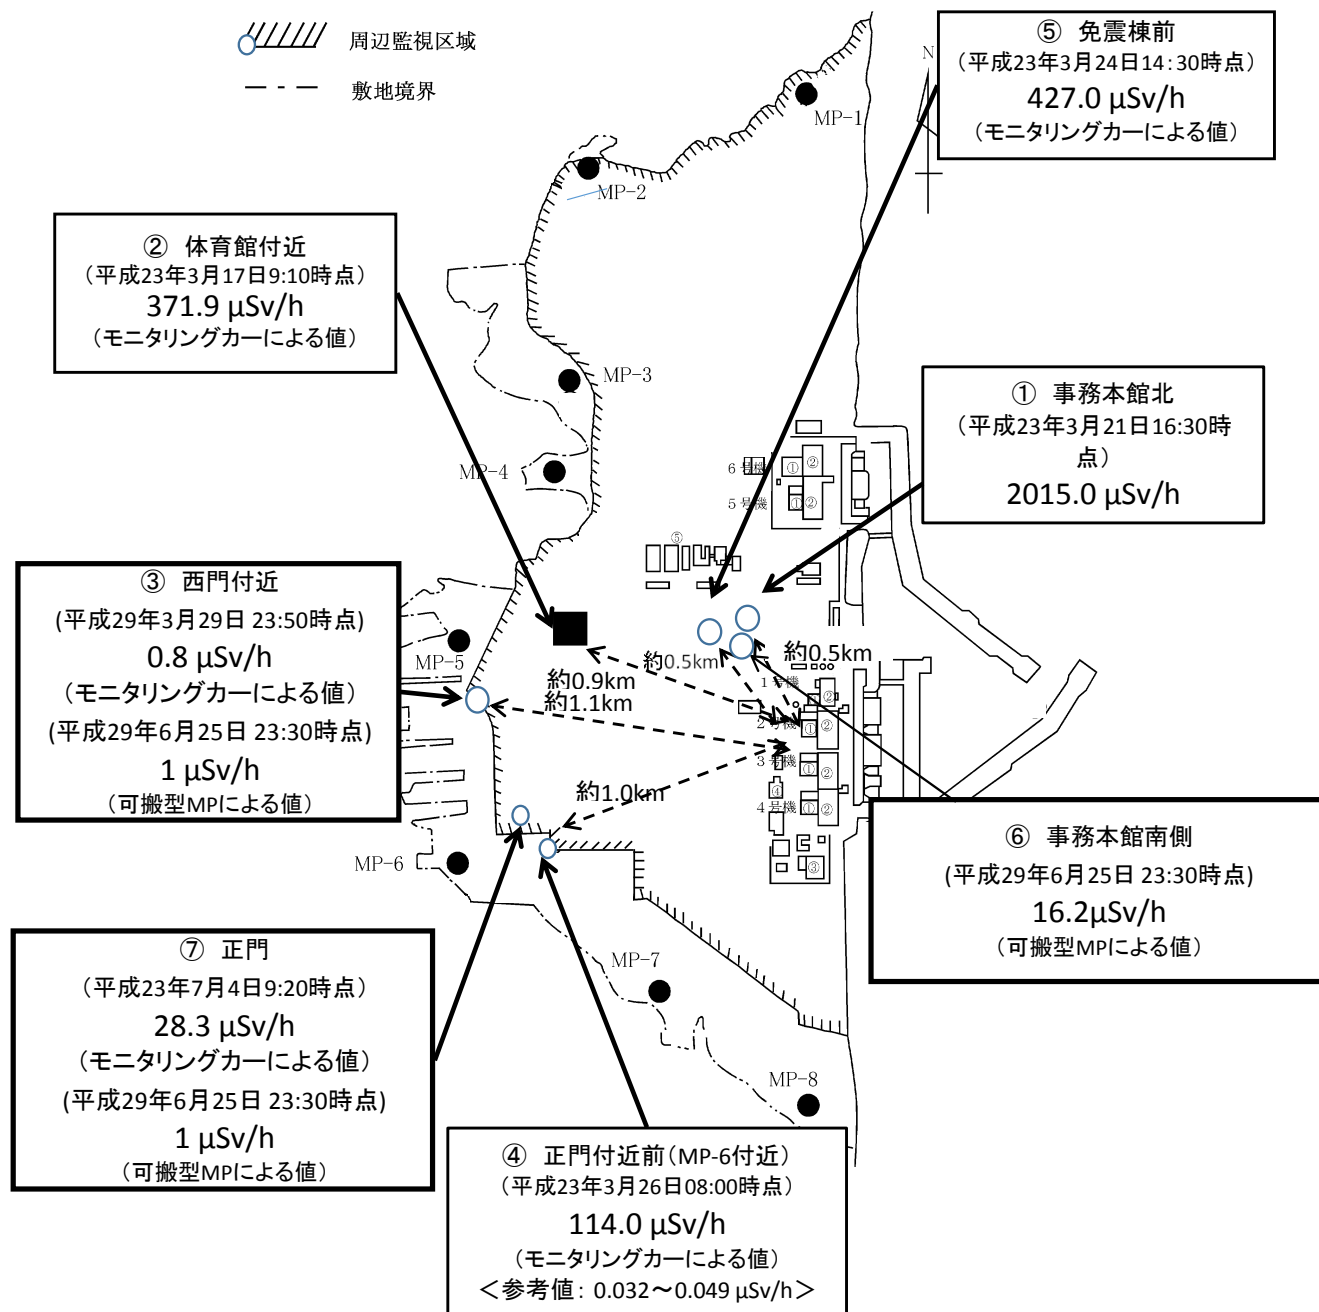 周辺監視区域
敷地境界
⑤ 免震棟前
（平成23年3月24日14:30時点）
427.0 μSv/h
（モニタリングカーによる値）
N
MP-1
MP-2
② 体育館付近
（平成23年3月17日9:10時点）
371.9 μSv/h
（モニタリングカーによる値）
MP-3
① 事務本館北
（平成23年3月21日16:30時
点）
2015.0 μSv/h
MP-4
6号機
① ②
5号機
① ②
⑤
③ 西門付近
(平成29年3月29日 23:50時点)
0.8 μSv/h
（モニタリングカーによる値）
(平成29年6月25日 23:30時点)
1 μSv/h
（可搬型MPによる値）
MP-5
約0.5km
約0.5km
約0.9km
約1.1km
1号機
②
2号機
① ②
3号機
① ②
④
約1.0km
4号機
① ②
③
⑥ 事務本館南側
(平成29年6月25日 23:30時点)
16.2μSv/h
（可搬型MPによる値）
MP-6
⑦ 正門
（平成23年7月4日9:20時点）
28.3 μSv/h
（モニタリングカーによる値）
(平成29年6月25日 23:30時点)
1 μSv/h
（可搬型MPによる値）
MP-7
MP-8
④ 正門付近前（MP-6付近）
（平成23年3月26日08:00時点）
114.0 μSv/h
（モニタリングカーによる値）
＜参考値：0.032～0.049 μSv/h＞